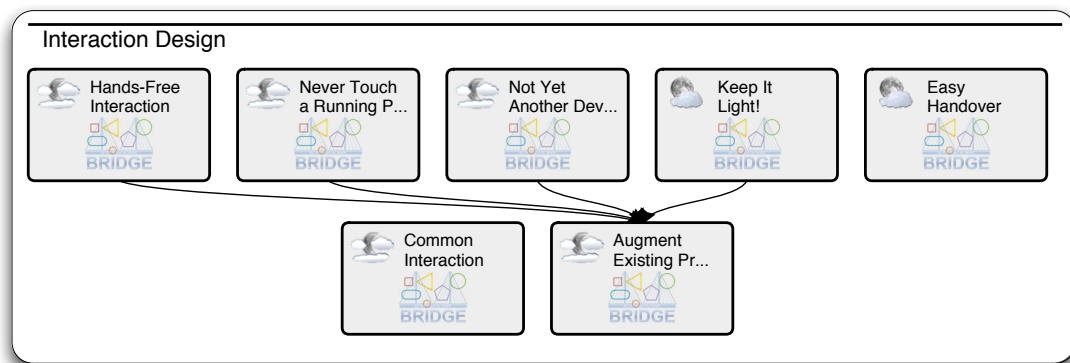 Interaction Design
Hands-Free
Interaction
BRIDGE
Never Touch
a Running P...
BRIDGE
Not Yet
Another Dev...
BRIDGE
Keep It
Light!
BRIDGE
Easy
Handover
BRIDGE
Common
Interaction
BRIDGE
Augment
Existing Pr...
BRIDGE